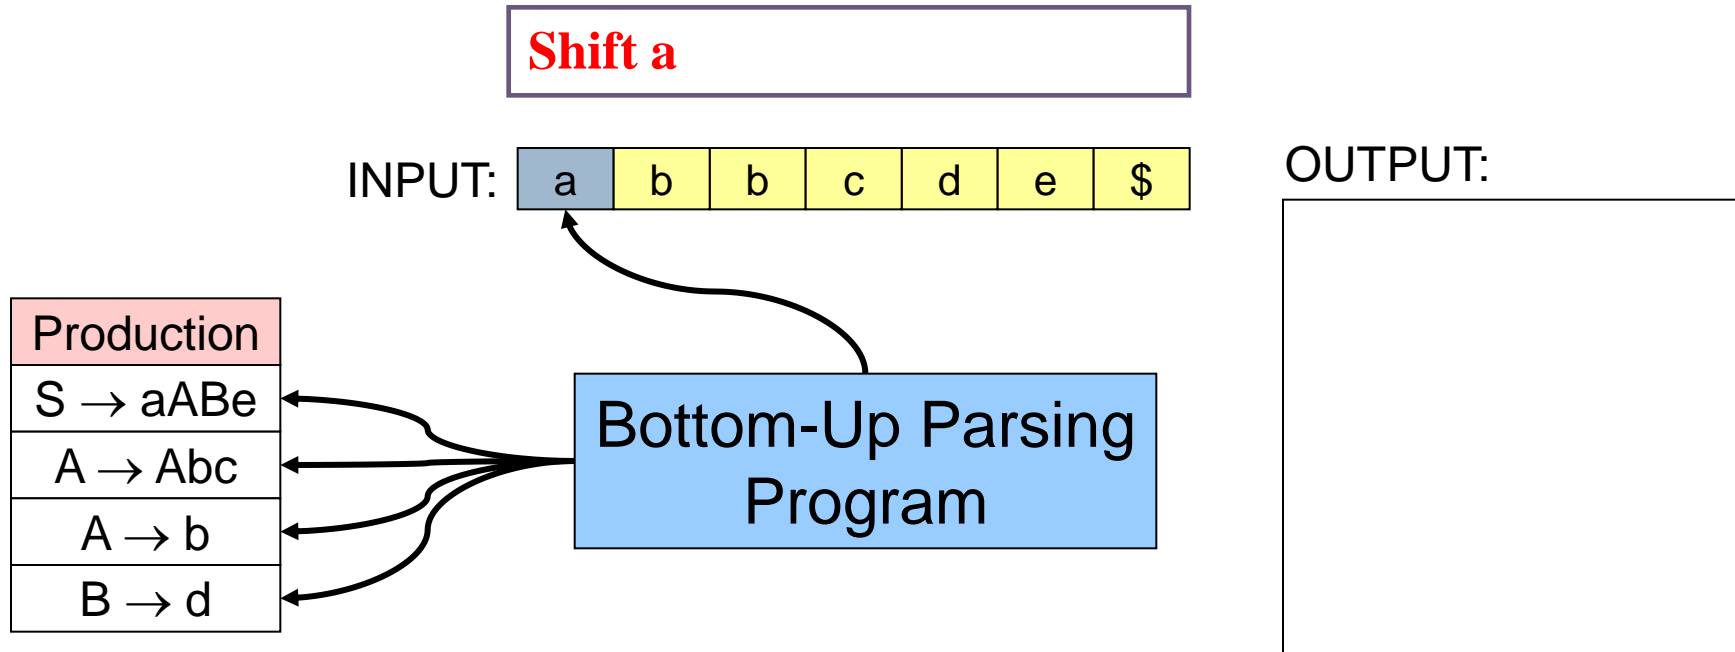 Shift a
INPUT: a b b c d e $
OUTPUT:
Production
S → aABe
A → Abc
A → b
B → d
Bottom-Up Parsing
Program